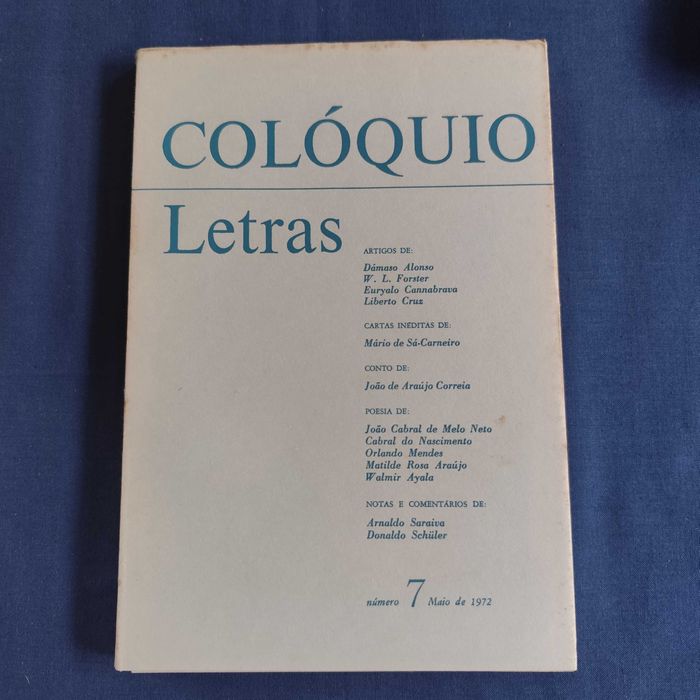 COLÓQUIO
Letras
ARTIGOS DE:
Dámaso Alonso
W. L. Forster
Euryalo Cannabrava
Liberto Cruz
CARTAS INÉDITAS DE:
Mário de Sá-Carneiro
CONTO DE:
João de Araújo Correia
POESIA DE:
João Cabral de Melo Neto
Cabral do Nascimento
Orlando Mendes
Matilde Rosa Araújo
Walmir Ayala
NOTAS E COMENTÁRIOS DE:
Arnaldo Saraiva
Donaldo Schüler
número 7 Maio de 1972